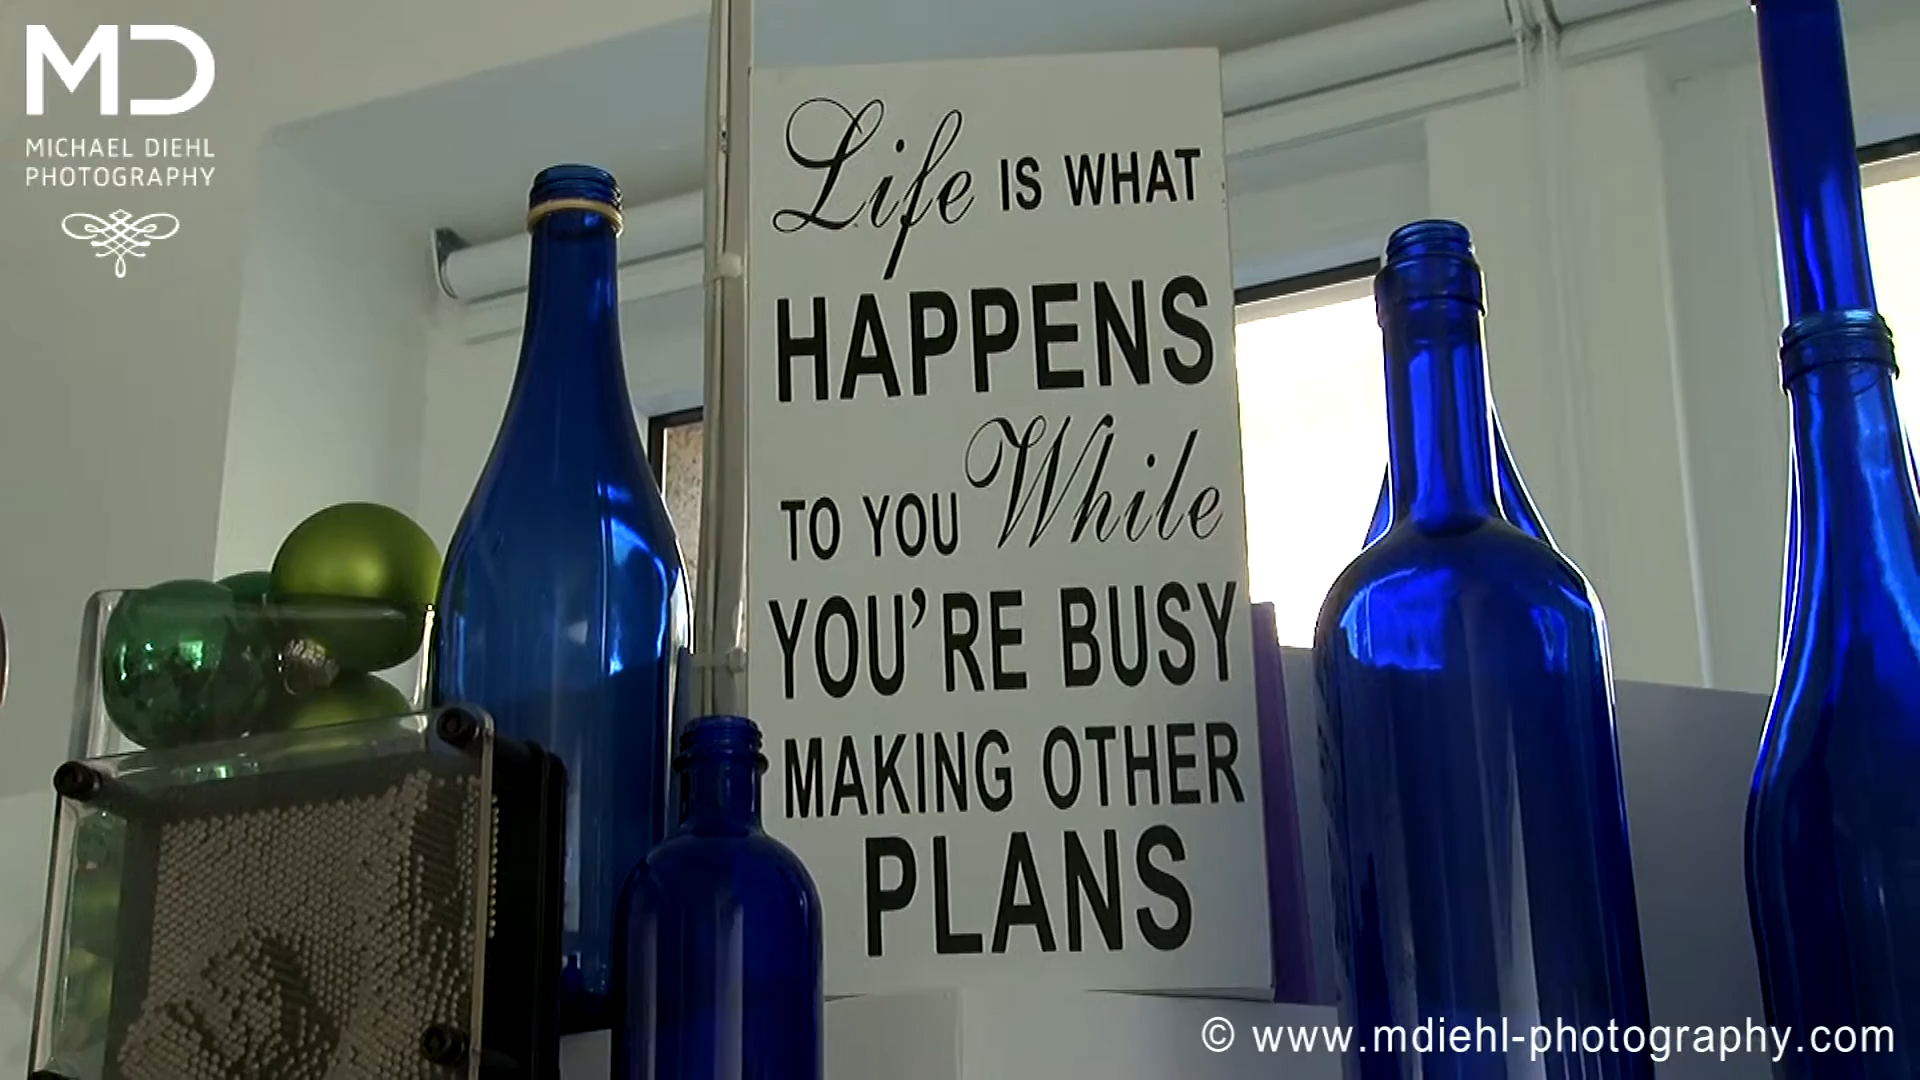 MD
MICHAEL DIEHL
PHOTOGRAPHY
Life IS WHAT
HAPPENS
TO YOU While
YOU'RE BUSY
MAKING OTHER
PLANS
© www.mdiehl-photography.com